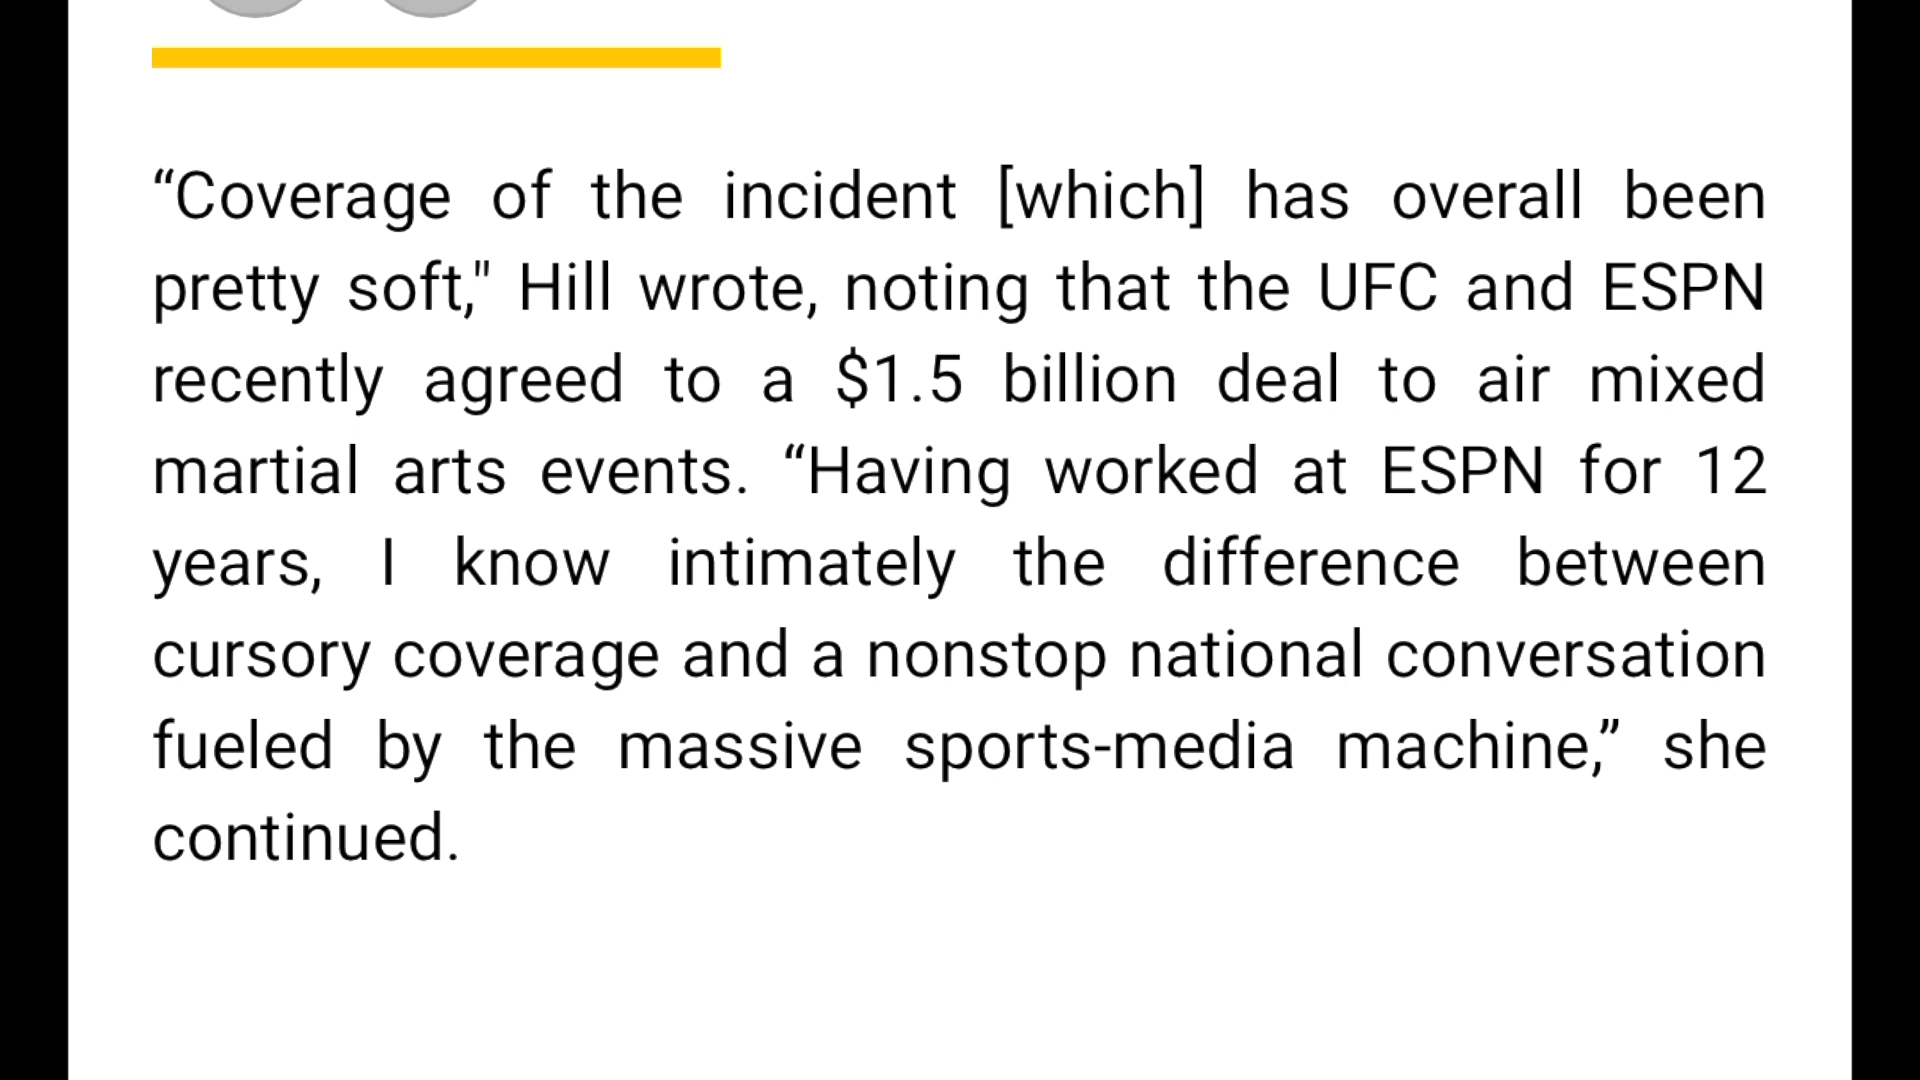 “Coverage of the incident [which] has overall been
pretty soft," Hill wrote, noting that the UFC and ESPN
recently agreed to a $1.5 billion deal to air mixed
martial arts events. “Having worked at ESPN for 12
years, I know intimately the difference between
cursory coverage and a nonstop national conversation
fueled by the massive sports-media machine,” she
continued.